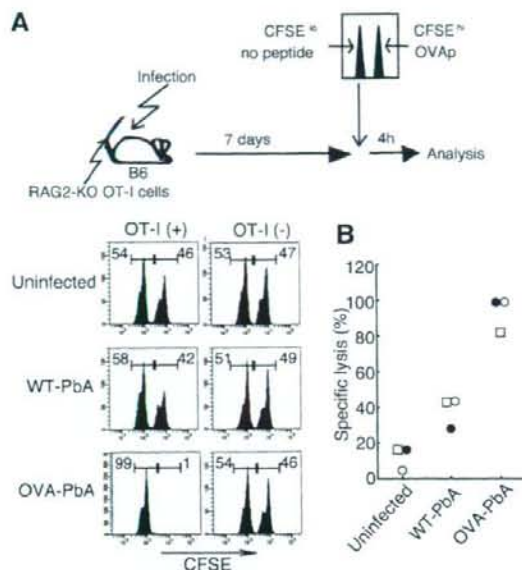 A
CFSE lo
no peptide
CFSE hi
OVAp
Infection
B6
7 days
4h
Analysis
RAG2-KO OT-I cells
OT-I (+)
OT-I (-)
Uninfected
54
46
53
47
WT-PbA
58
42
51
49
OVA-PbA
99
1
54
46
CFSE
B
Specific lysis (%)
120
100
80
60
40
20
0
Uninfected
WT-PbA
OVA-PbA